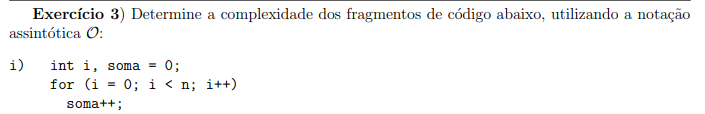 Exercício 3) Determine a complexidade dos fragmentos de código abaixo, utilizando a notação
assintótica O:
i) int i, soma = 0;
for (i = 0; i < n; i++)
soma++;